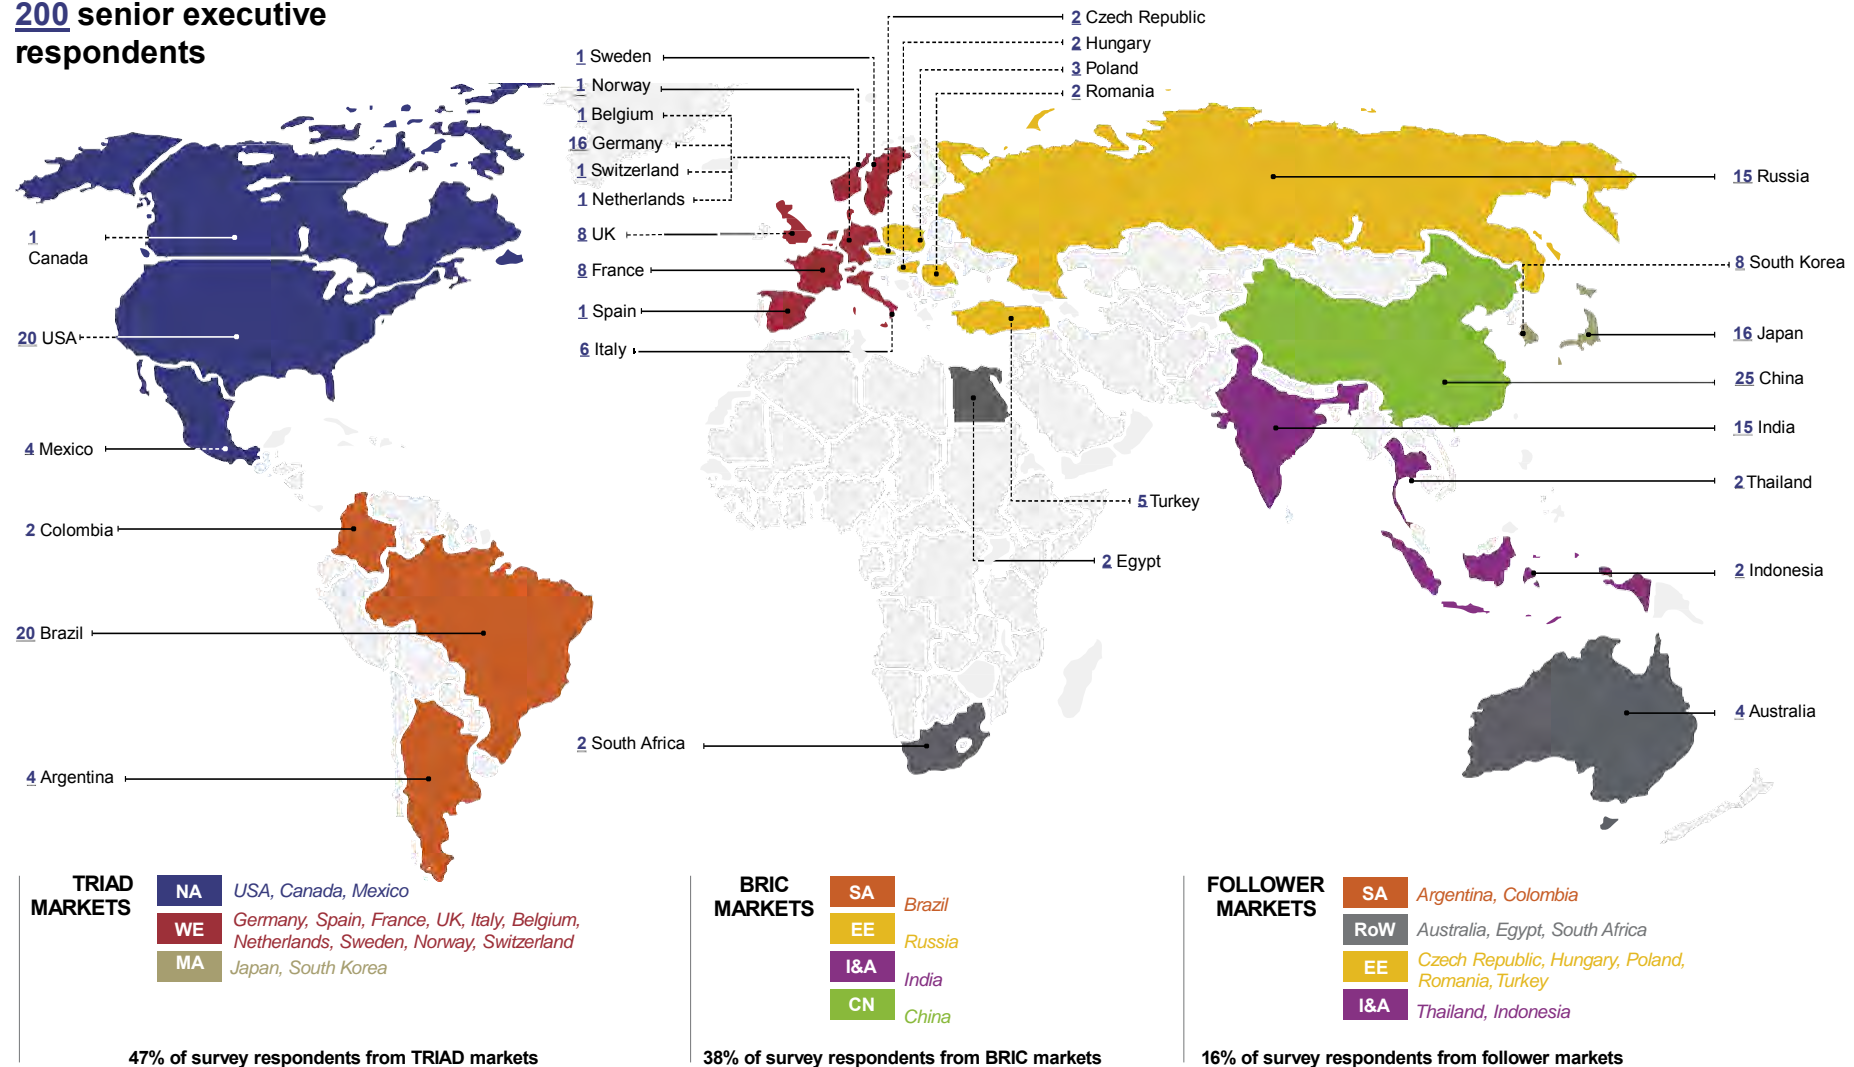 200 senior executive
respondents
1 Sweden
1 Norway
1 Belgium
16 Germany
1 Switzerland
1 Netherlands
8 UK
8 France
1 Spain
6 Italy
2 Czech Republic
2 Hungary
3 Poland
2 Romania
1
Canada
20 USA
4 Mexico
2 Colombia
20 Brazil
4 Argentina
2 South Africa
5 Turkey
2 Egypt
15 Russia
8 South Korea
16 Japan
25 China
15 India
2 Thailand
2 Indonesia
4 Australia
TRIAD
MARKETS
NA USA, Canada, Mexico
WE Germany, Spain, France, UK, Italy, Belgium,
Netherlands, Sweden, Norway, Switzerland
MA Japan, South Korea
47% of survey respondents from TRIAD markets
BRIC
MARKETS
SA Brazil
EE Russia
I&A India
CN China
38% of survey respondents from BRIC markets
FOLLOWER
MARKETS
SA Argentina, Colombia
RoW Australia, Egypt, South Africa
EE Czech Republic, Hungary, Poland,
Romania, Turkey
I&A Thailand, Indonesia
16% of survey respondents from follower markets